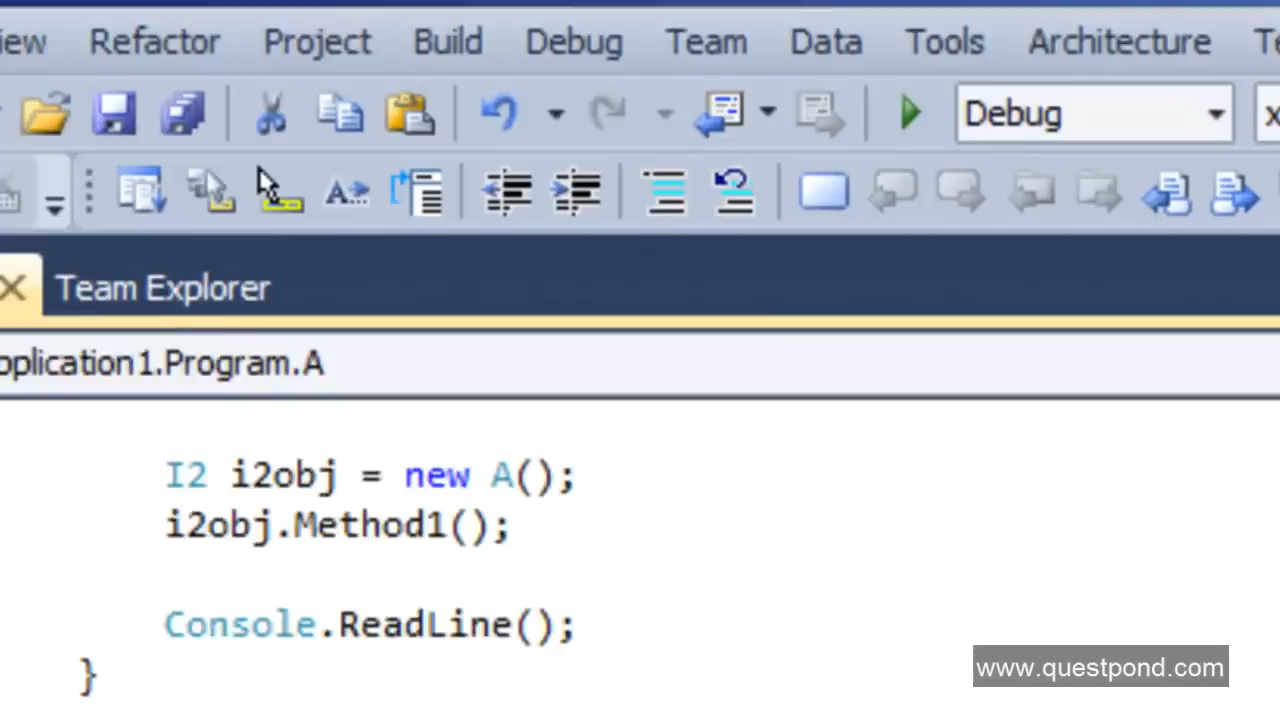 Refactor Project Build Debug Team Data Tools Architecture
Debug
Team Explorer
pplication1.Program.A
I2 i2obj = new A();
i2obj.Method1();
Console.ReadLine();
}
www.questpond.com